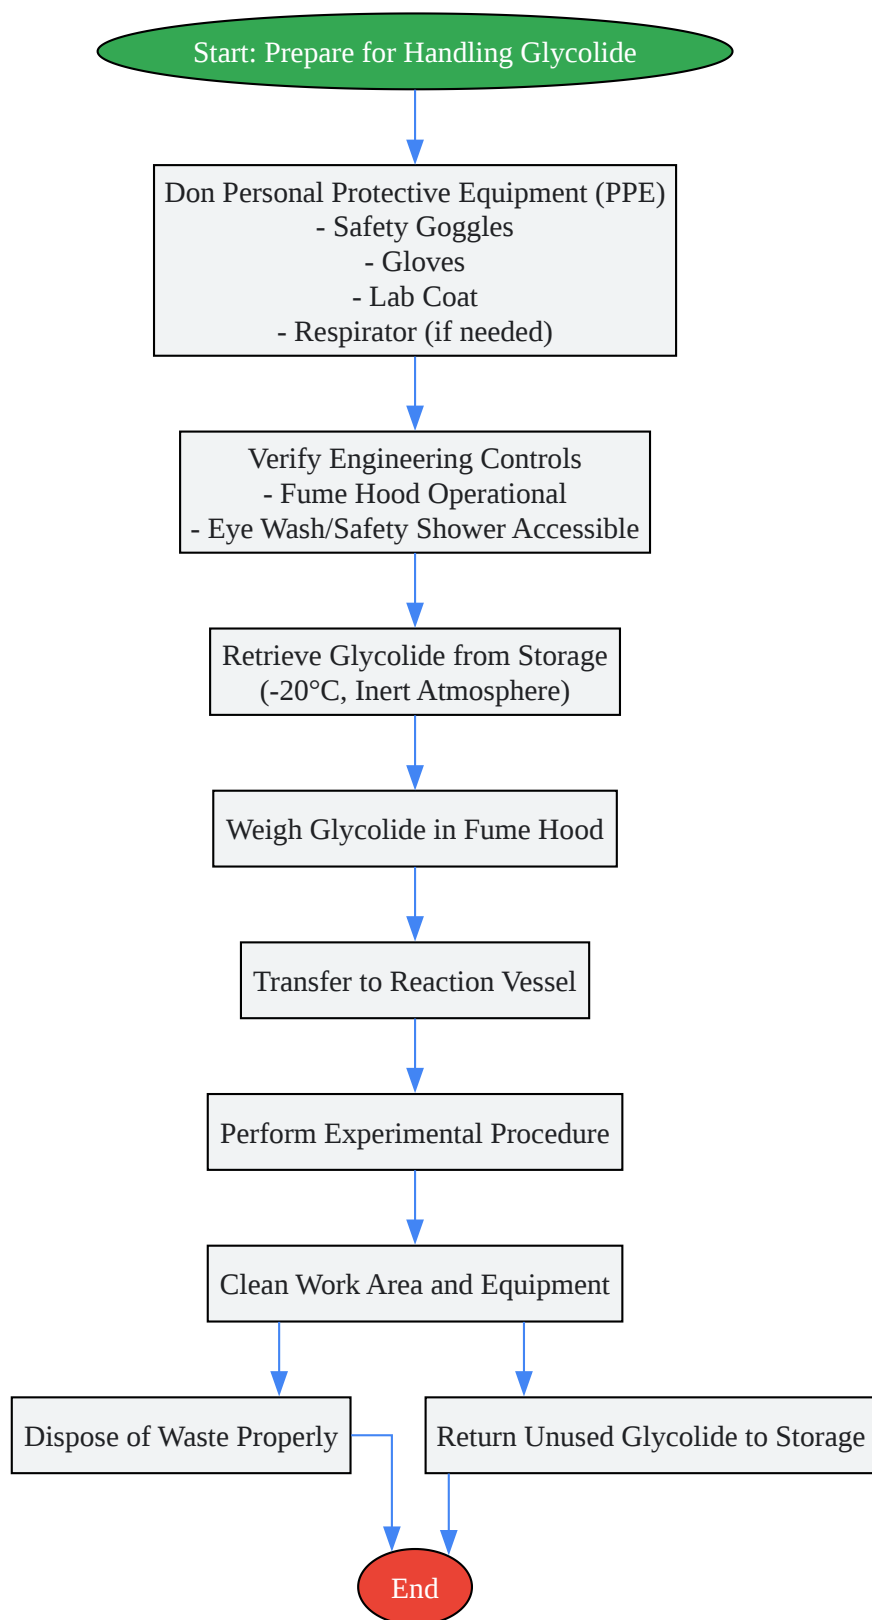 Start: Prepare for Handling Glycolide
Don Personal Protective Equipment (PPE)
- Safety Goggles
- Gloves
- Lab Coat
- Respirator (if needed)
Verify Engineering Controls
- Fume Hood Operational
- Eye Wash/Safety Shower Accessible
Retrieve Glycolide from Storage
(-20°C, Inert Atmosphere)
Weigh Glycolide in Fume Hood
Transfer to Reaction Vessel
Perform Experimental Procedure
Clean Work Area and Equipment
Dispose of Waste Properly
Return Unused Glycolide to Storage
End